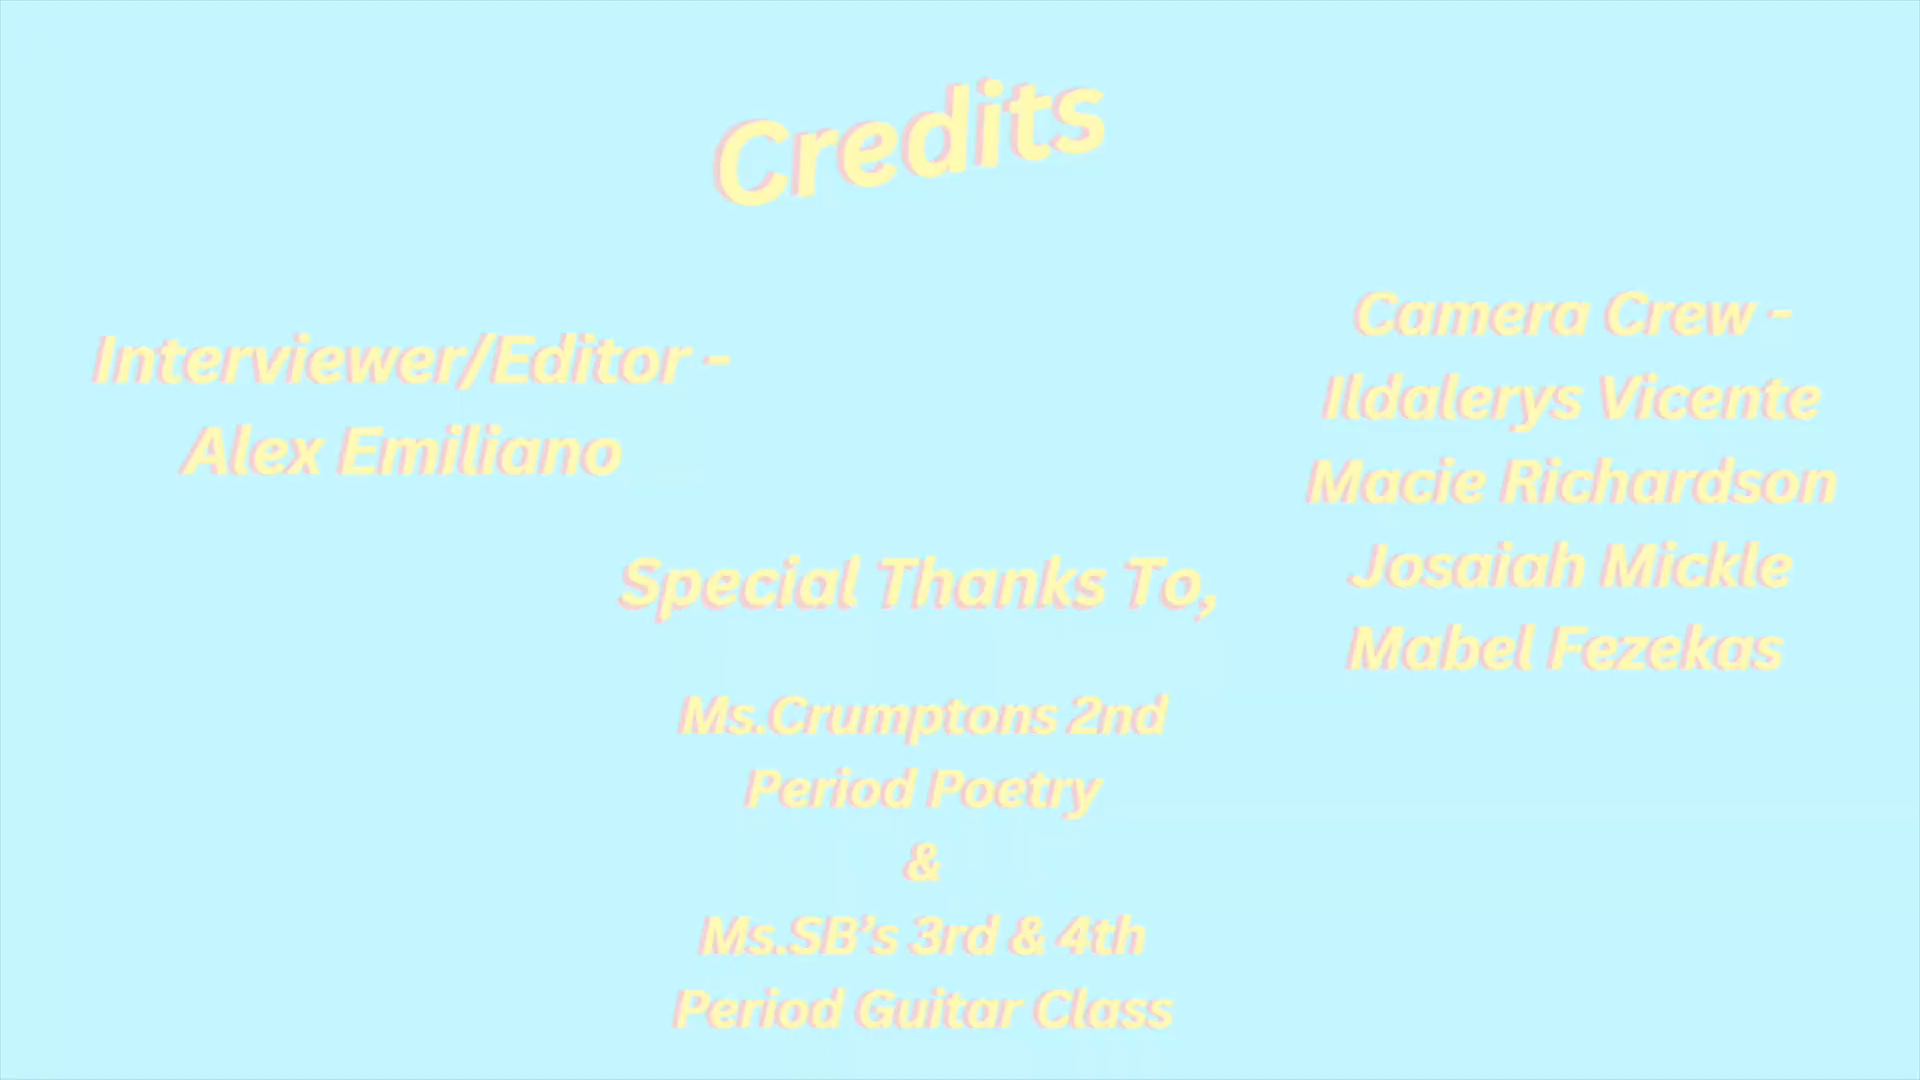 Credits
Interviewer/Editor -
Alex Emiliano
Camera Crew -
Ildalerys Vicente
Macie Richardson
Josaiah Mickle
Mabel Fezekas
Special Thanks To,
Ms.Crumptons 2nd
Period Poetry
&
Ms.SB’s 3rd & 4th
Period Guitar Class